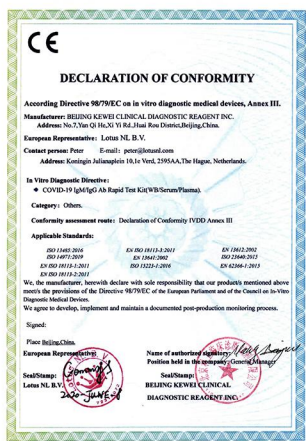 CE
DECLARATION OF CONFORMITY
According Directive 98/79/EC on in vitro diagnostic medical devices, Annex III.
Manufacturer: BEIJING KEWEI CLINICAL DIAGNOSTIC REAGENT INC.
Address: No.7,Yan Qi He,Xi Yi Rd.,Huai Rou District,Beijing,China.
European Representative: Lotus NL B.V.
Contact person: Peter E-mail: peter@lotusnl.com
Address: Koningin Julianaplein 10,1e Verd, 2595AA,The Hague, Netherlands.
In Vitro Diagnostic Directive:
◆ COVID-19 IgM/IgG Ab Rapid Test Kit(WB/Serum/Plasma).
Category: Others.
Conformity assessment route: Declaration of Conformity IVDD Annex III
Applicable Standards:
ISO 13485:2016 EN ISO 18113-3:2011 EN 13612:2002
ISO 14971:2019 EN 13641:2002 ISO 23640:2013
EN ISO 18113-1:2011 ISO 15223-1:2016 EN 62366-1:2015
EN ISO 18113-2:2011
We, the manufacturer, herewith declare with sole responsibility that our product/s mentioned above
meet/s the provisions of the Directive 98/79/EC of the European Parliament and of the Council on In-Vitro
Diagnostic Medical Devices.
We agree to develop, implement and maintain a documented post-production monitoring process.
Signed:
Place Beijing,China.
European Representative: Name of authorized signatory:
Position held in the company: General Manager
Seal/Stamp: Seal/Stamp:
Lotus NL B.V. BEIJING KEWEI CLINICAL
2020-JUNE
DIAGNOSTIC REAGENT INC.